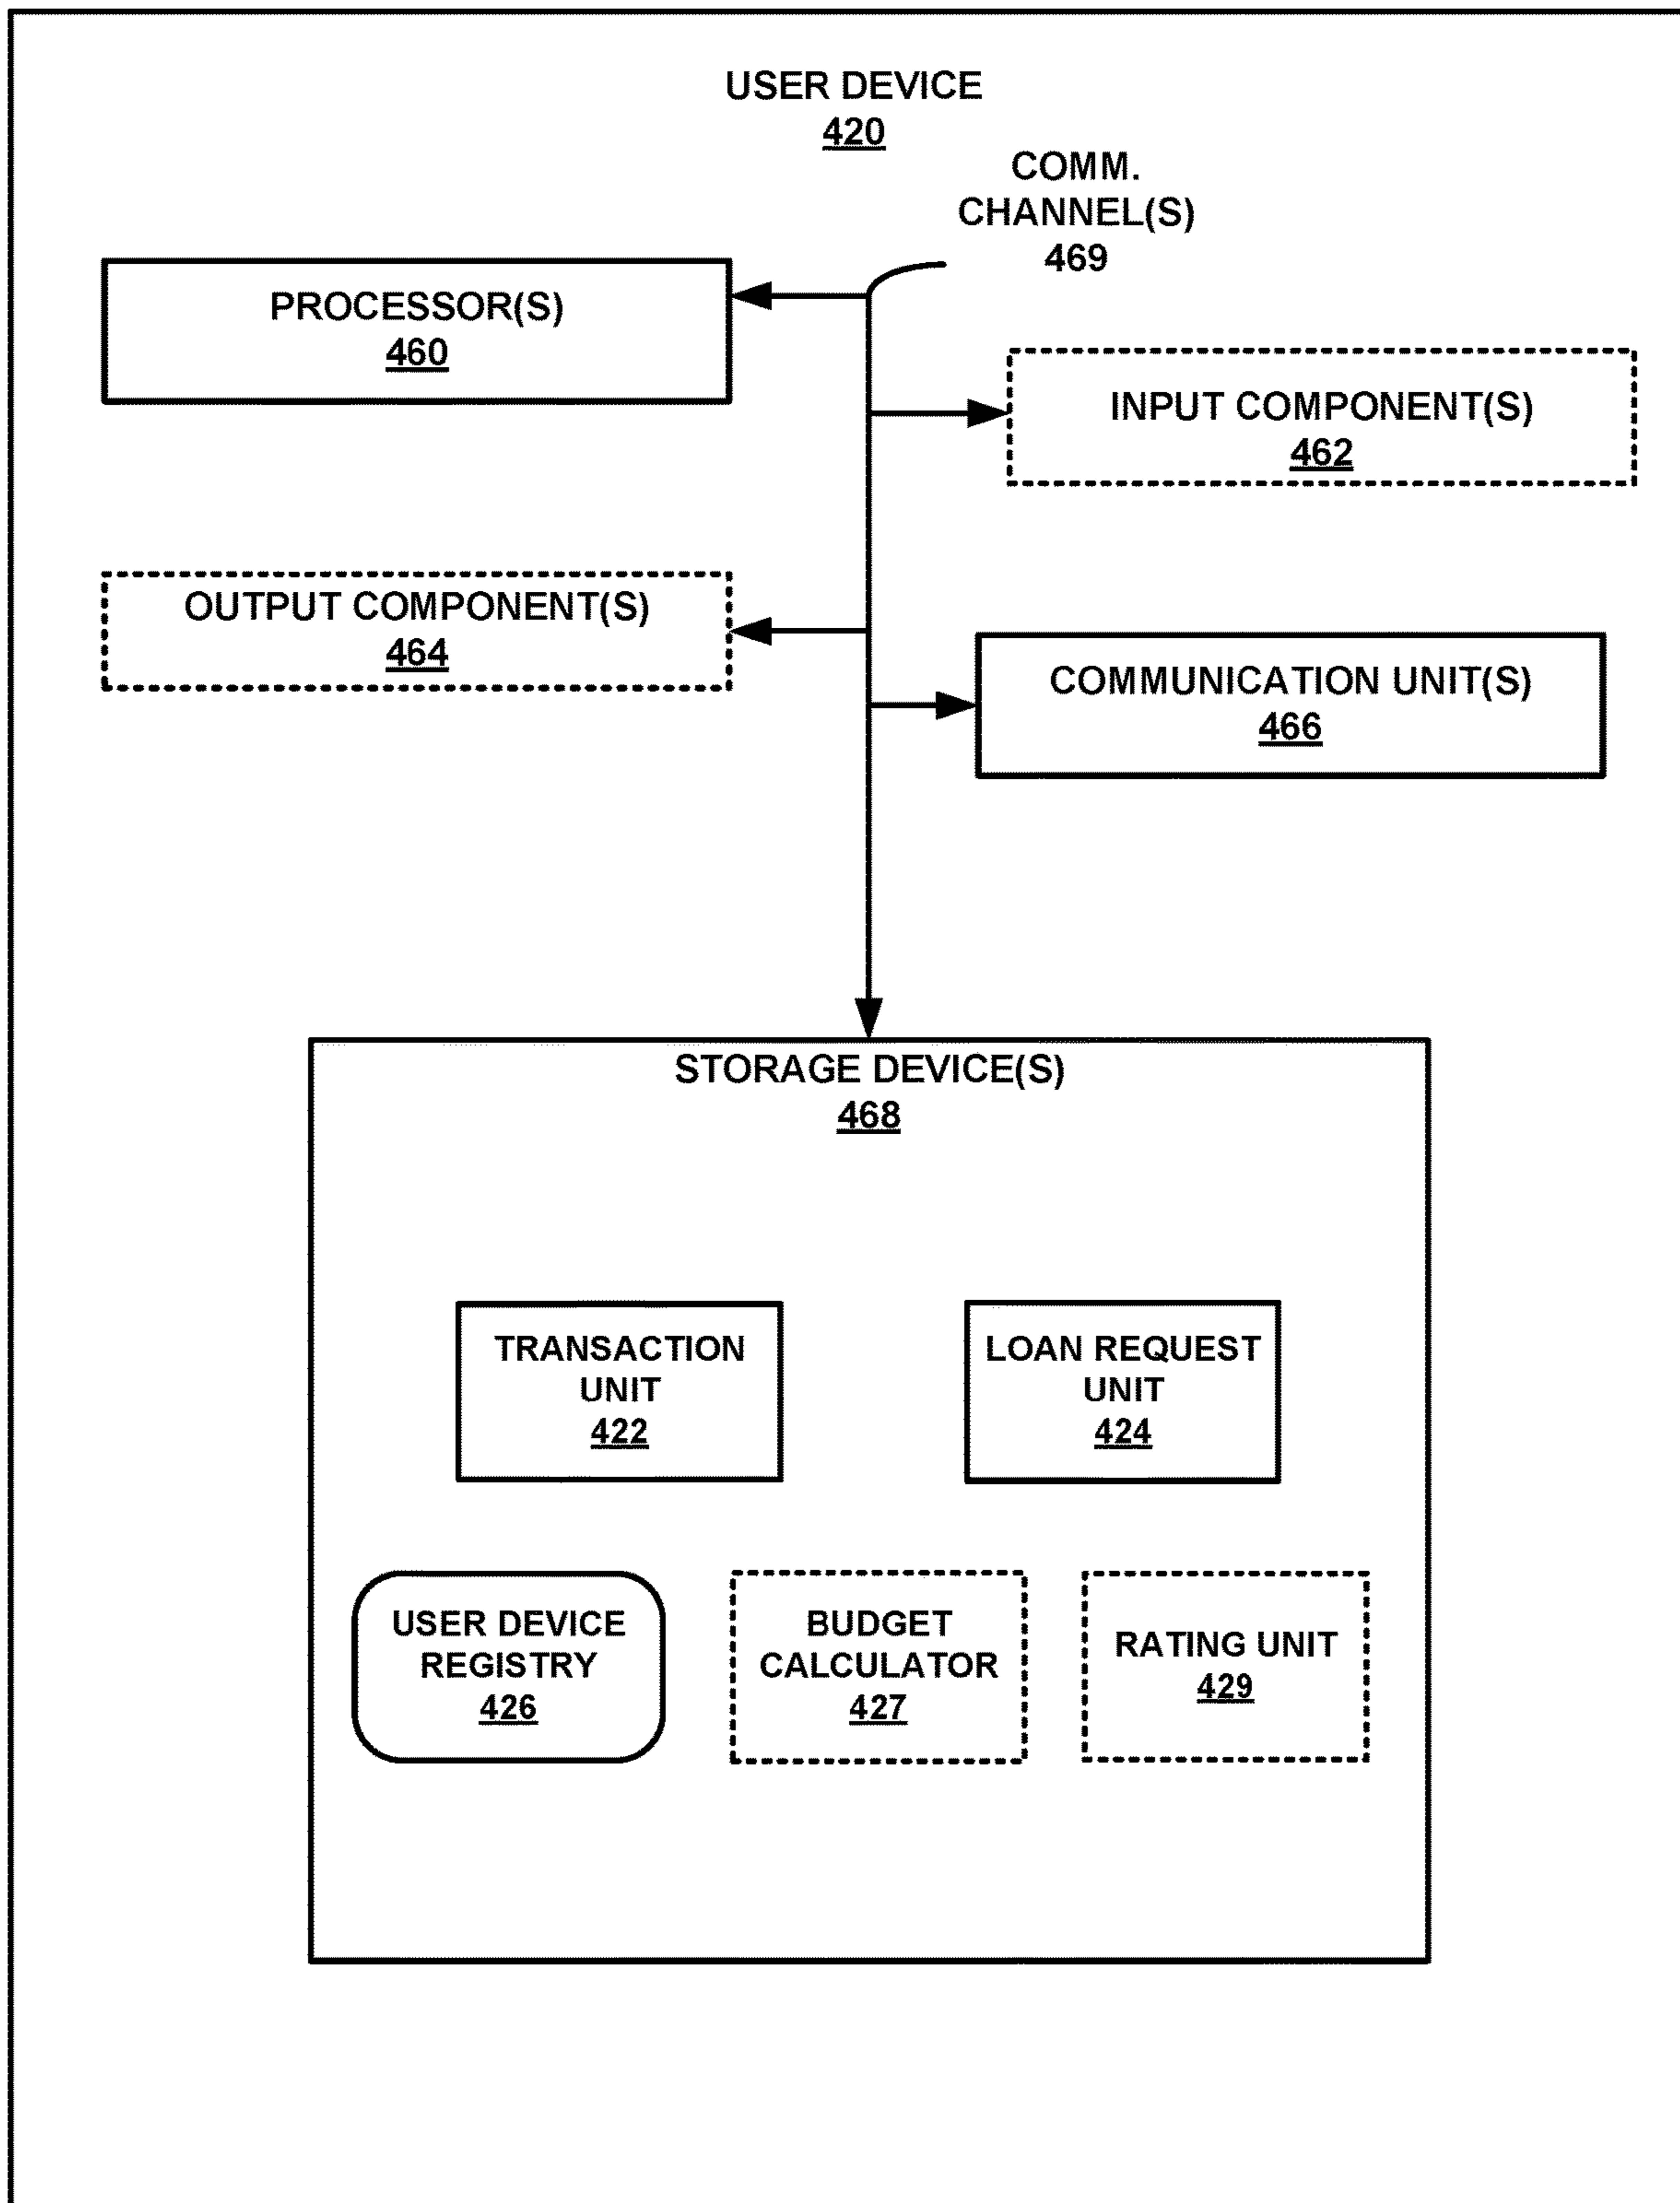 USER DEVICE
420
COMM.
CHANNEL(S)
469
PROCESSOR(S)
460
INPUT COMPONENT(S)
462
OUTPUT COMPONENT(S)
464
COMMUNICATION UNIT(S)
466
STORAGE DEVICE(S)
468
TRANSACTION
UNIT
422
LOAN REQUEST
UNIT
424
USER DEVICE
REGISTRY
426
BUDGET
CALCULATOR
427
RATING UNIT
429